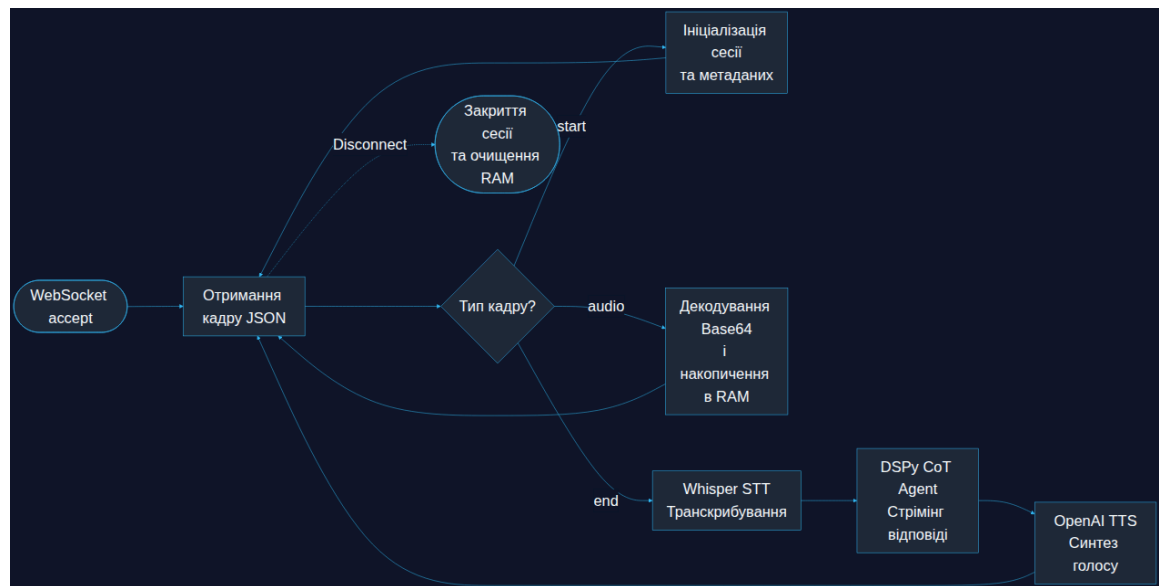 Ініціалізація
сесії
та метаданих
Закриття
сесії
та очищення
RAM
Disconnect
start
WebSocket
accept
Отримання
кадру JSON
Тип кадру?
audio
Декодування
Base64
і
накопичення
в RAM
end
Whisper STT
Транскрибування
DSPy CoT
Agent
Стрімінг
відповіді
OpenAI TTS
Синтез
голосу